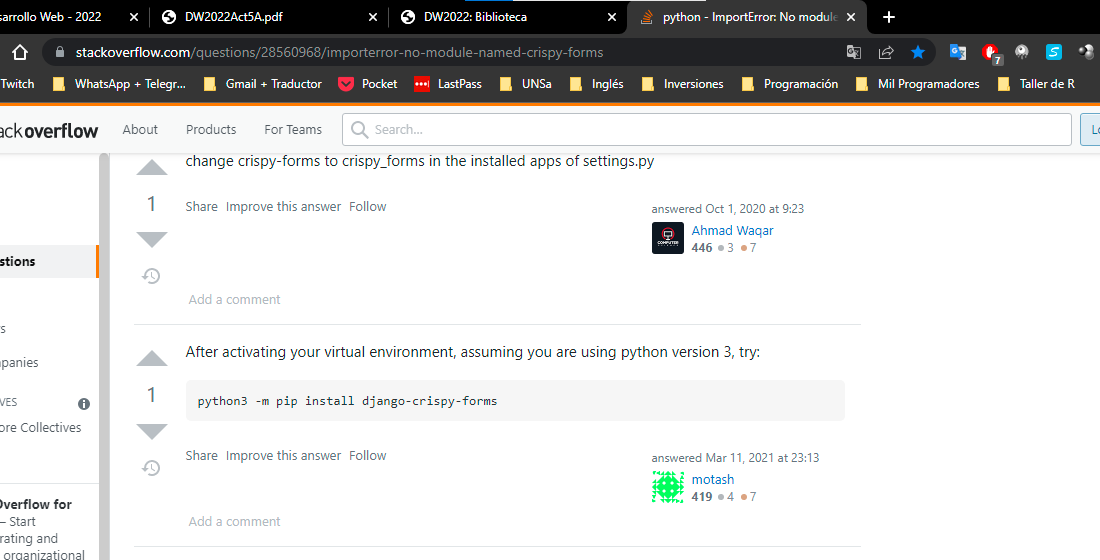 sarrollo Web - 2022
DW2022Act5A.pdf
DW2022: Biblioteca
python - ImportError: No module
stackoverflow.com/questions/28560968/importerror-no-module-named-crispy-forms
7
Twitch
WhatsApp + Telegr...
Gmail + Traductor
Pocket
LastPass
UNSa
Inglés
Inversiones
Programación
Mil Programadores
Taller de R
ack overflow
About
Products
For Teams
Search...
Lo
change crispy-forms to crispy_forms in the installed apps of settings.py
1
Share Improve this answer Follow
answered Oct 1, 2020 at 9:23
Ahmad Waqar
446 3 7
Add a comment
stions
s
mpanies
VES
ore Collectives
Overflow for
– Start
rating and
organizational
After activating your virtual environment, assuming you are using python version 3, try:
1
python3 -m pip install django-crispy-forms
Share Improve this answer Follow
answered Mar 11, 2021 at 23:13
motash
419 4 7
Add a comment